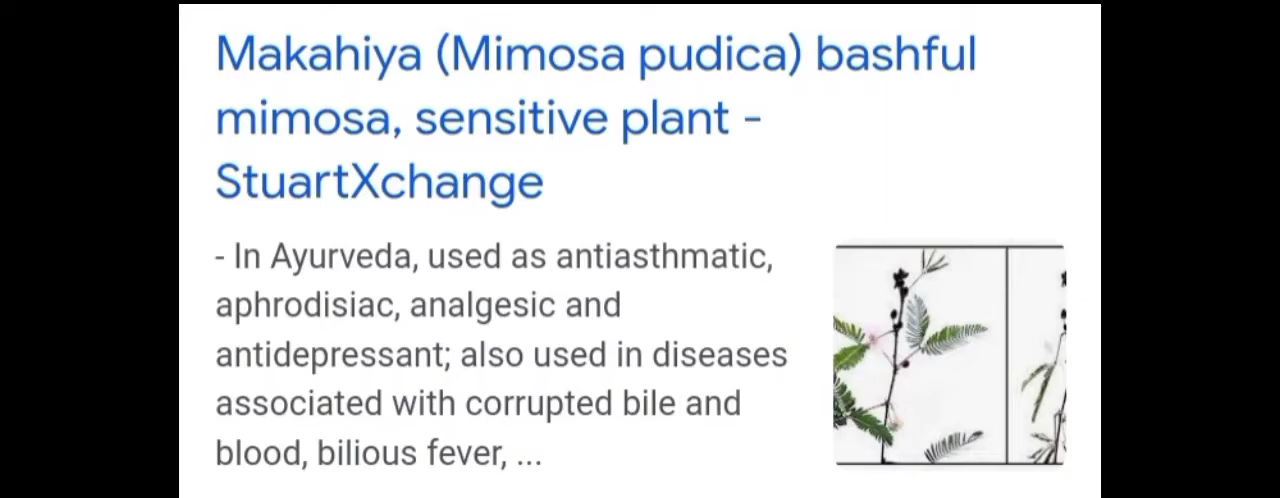 Makahiya (Mimosa pudica) bashful
mimosa, sensitive plant -
StuartXchange
- In Ayurveda, used as antiasthmatic,
aphrodisiac, analgesic and
antidepressant; also used in diseases
associated with corrupted bile and
blood, bilious fever, ...